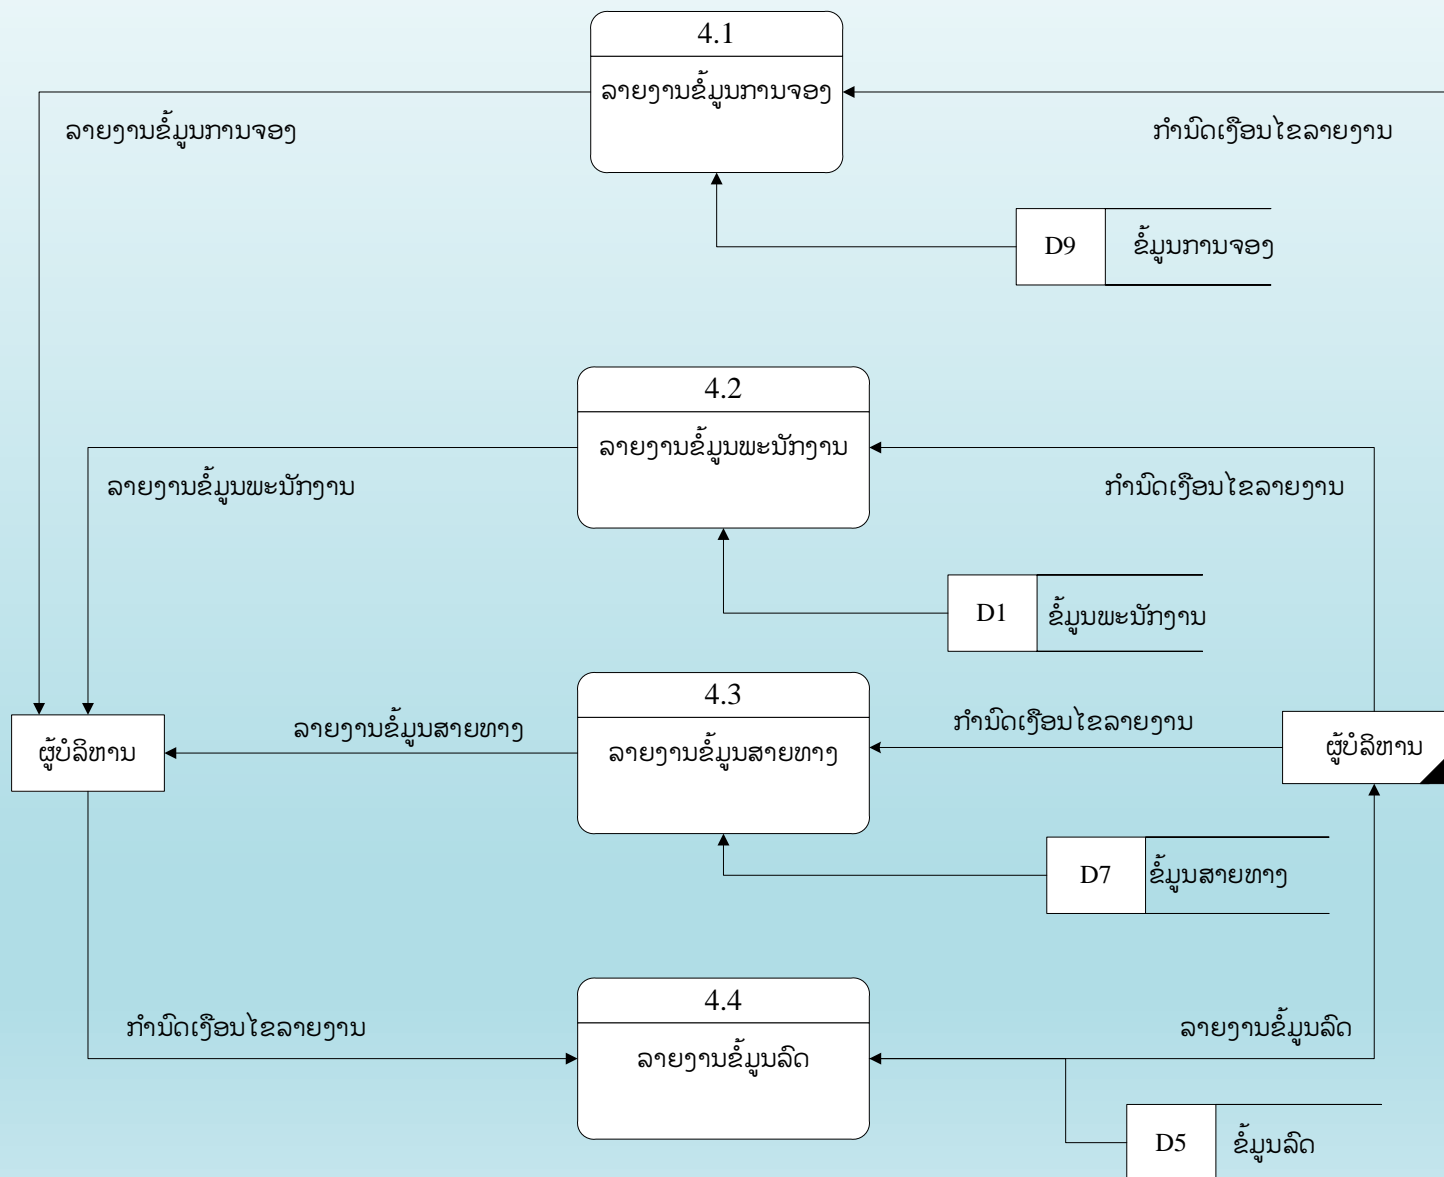 4.1
ລາຍງານຂໍ້ມູນການຈອງ
ລາຍງານຂໍ້ມູນການຈອງ
ກຳນົດເງື່ອນໄຂລາຍງານ
D9
ຂໍ້ມູນການຈອງ
4.2
ລາຍງານຂໍ້ມູນພະນັກງານ
ລາຍງານຂໍ້ມູນພະນັກງານ
ກຳນົດເງື່ອນໄຂລາຍງານ
D1
ຂໍ້ມູນພະນັກງານ
4.3
ລາຍງານຂໍ້ມູນສາຍທາງ
ກຳນົດເງື່ອນໄຂລາຍງານ
ຜູ້ບໍລິຫານ
ລາຍງານຂໍ້ມູນສາຍທາງ
ຜູ້ບໍລິຫານ
D7
ຂໍ້ມູນສາຍທາງ
4.4
ກຳນົດເງື່ອນໄຂລາຍງານ
ລາຍງານຂໍ້ມູນລົດ
ລາຍງານຂໍ້ມູນລົດ
D5
ຂໍ້ມູນລົດ